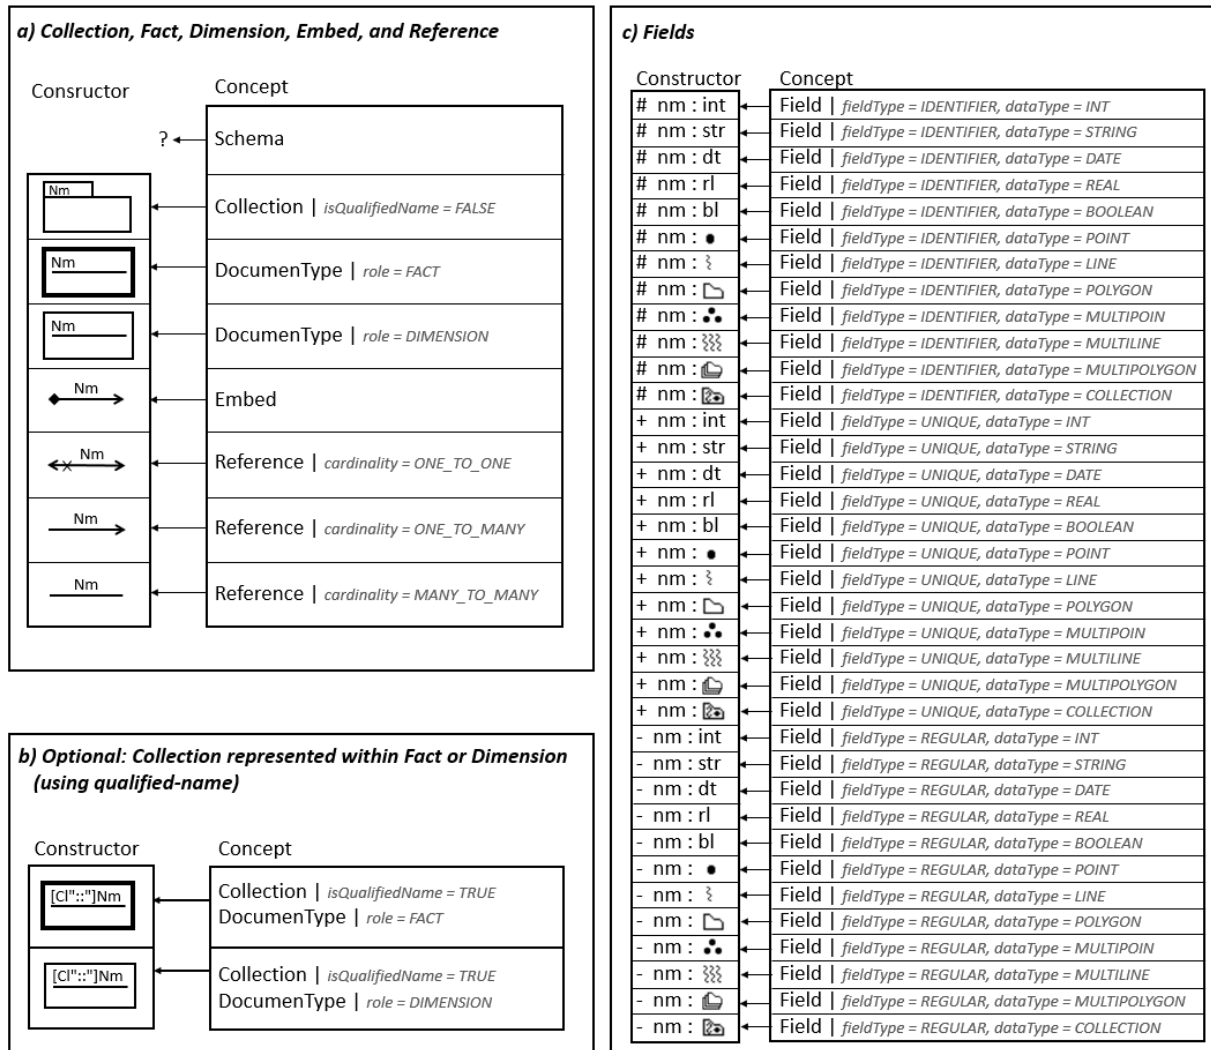 a) Collection, Fact, Dimension, Embed, and Reference
Consructor
Concept
? Schema
Nm Collection | isQualifiedName = FALSE
Nm DocumenType | role = FACT
Nm DocumenType | role = DIMENSION
Nm Embed
Nm Reference | cardinality = ONE_TO_ONE
Nm Reference | cardinality = ONE_TO_MANY
Nm Reference | cardinality = MANY_TO_MANY
b) Optional: Collection represented within Fact or Dimension
(using qualified-name)
Constructor Concept
[Cl"::"]Nm Collection | isQualifiedName = TRUE
DocumenType | role = FACT
[Cl"::"]Nm Collection | isQualifiedName = TRUE
DocumenType | role = DIMENSION
c) Fields
Constructor Concept
# nm : int Field | fieldType = IDENTIFIER, dataType = INT
# nm : str Field | fieldType = IDENTIFIER, dataType = STRING
# nm : dt Field | fieldType = IDENTIFIER, dataType = DATE
# nm : rl Field | fieldType = IDENTIFIER, dataType = REAL
# nm : bl Field | fieldType = IDENTIFIER, dataType = BOOLEAN
# nm : Field | fieldType = IDENTIFIER, dataType = POINT
# nm : Field | fieldType = IDENTIFIER, dataType = LINE
# nm : Field | fieldType = IDENTIFIER, dataType = POLYGON
# nm : Field | fieldType = IDENTIFIER, dataType = MULTIPOIN
# nm : Field | fieldType = IDENTIFIER, dataType = MULTILINE
# nm : Field | fieldType = IDENTIFIER, dataType = MULTIPOLYGON
# nm : Field | fieldType = IDENTIFIER, dataType = COLLECTION
+ nm : int Field | fieldType = UNIQUE, dataType = INT
+ nm : str Field | fieldType = UNIQUE, dataType = STRING
+ nm : dt Field | fieldType = UNIQUE, dataType = DATE
+ nm : rl Field | fieldType = UNIQUE, dataType = REAL
+ nm : bl Field | fieldType = UNIQUE, dataType = BOOLEAN
+ nm : Field | fieldType = UNIQUE, dataType = POINT
+ nm : Field | fieldType = UNIQUE, dataType = LINE
+ nm : Field | fieldType = UNIQUE, dataType = POLYGON
+ nm : Field | fieldType = UNIQUE, dataType = MULTIPOIN
+ nm : Field | fieldType = UNIQUE, dataType = MULTILINE
+ nm : Field | fieldType = UNIQUE, dataType = MULTIPOLYGON
+ nm : Field | fieldType = UNIQUE, dataType = COLLECTION
- nm : int Field | fieldType = REGULAR, dataType = INT
- nm : str Field | fieldType = REGULAR, dataType = STRING
- nm : dt Field | fieldType = REGULAR, dataType = DATE
- nm : rl Field | fieldType = REGULAR, dataType = REAL
- nm : bl Field | fieldType = REGULAR, dataType = BOOLEAN
- nm : Field | fieldType = REGULAR, dataType = POINT
- nm : Field | fieldType = REGULAR, dataType = LINE
- nm : Field | fieldType = REGULAR, dataType = POLYGON
- nm : Field | fieldType = REGULAR, dataType = MULTIPOIN
- nm : Field | fieldType = REGULAR, dataType = MULTILINE
- nm : Field | fieldType = REGULAR, dataType = MULTIPOLYGON
- nm : Field | fieldType = REGULAR, dataType = COLLECTION